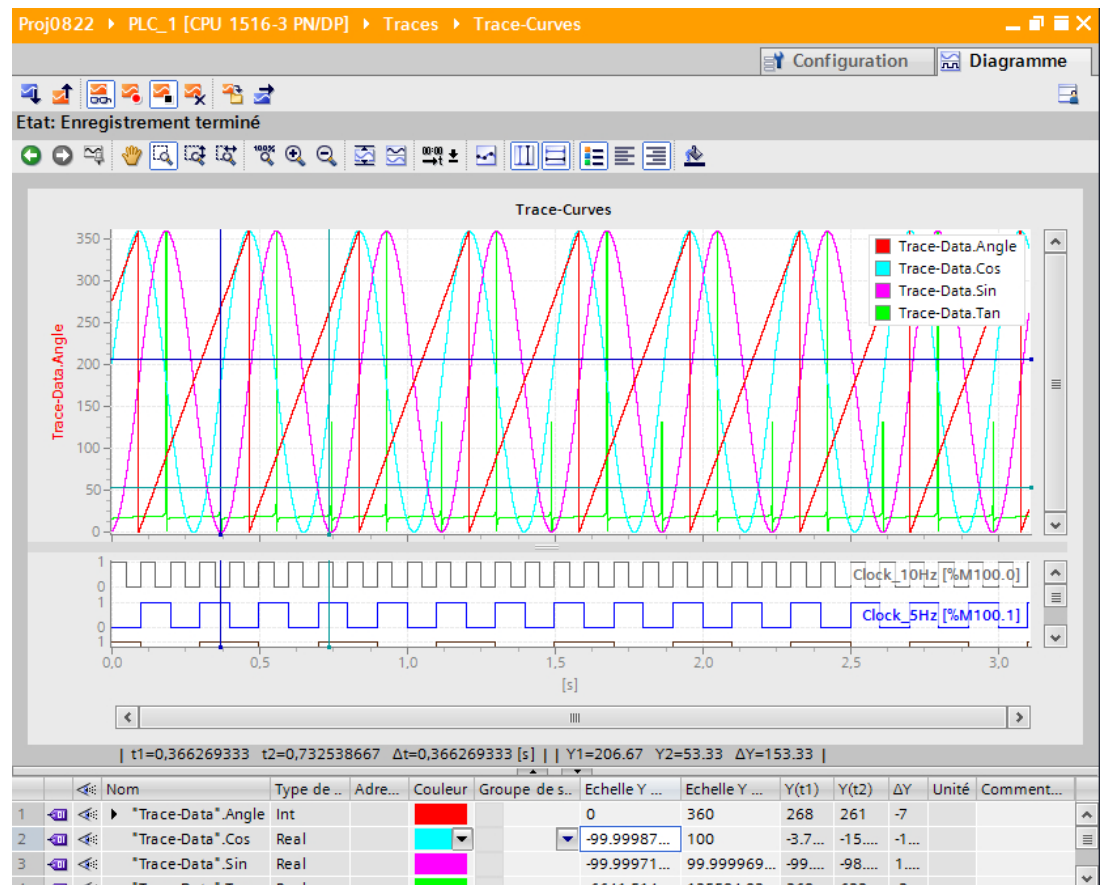 Proj0822 ▸ PLC_1 [CPU 1516-3 PN/DP] ▸ Traces ▸ Trace-Curves
Configuration Diagramme
Etat: Enregistrement terminé
100% 00:00 t
Trace-Curves
Trace-Data.Angle
Trace-Data.Cos
Trace-Data.Sin
Trace-Data.Tan
Trace-Data.Angle
350
300
250
200
150
100
50
0
1
0
Clock_10Hz [%M100.0]
1
0
Clock_5Hz [%M100.1]
1
0,0 0,5 1,0 1,5 2,0 2,5 3,0
[s]
| t1=0,366269333 t2=0,732538667 Δt=0,366269333 [s] | | Y1=206.67 Y2=53.33 ΔY=153.33 |
Nom Type de .. Adre... Couleur Groupe de s.. Echelle Y ... Echelle Y ... Y(t1) Y(t2) ΔY Unité Comment...
1 "Trace-Data".Angle Int 0 360 268 261 -7
2 "Trace-Data".Cos Real -99.99987... 100 -3.7... -15.... -1...
3 "Trace-Data".Sin Real -99.99971... 99.999969... -99.... -98.... 1....